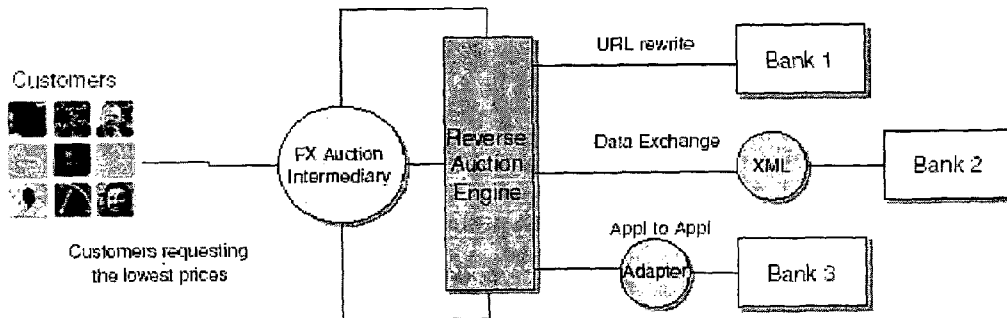 Customers
Customers requesting
the lowest prices
FX Auction
Intermediary
Reverse
Auction
Engine
URL rewrite
Bank 1
Data Exchange
XML
Bank 2
Appl to Appl
Adapter
Bank 3